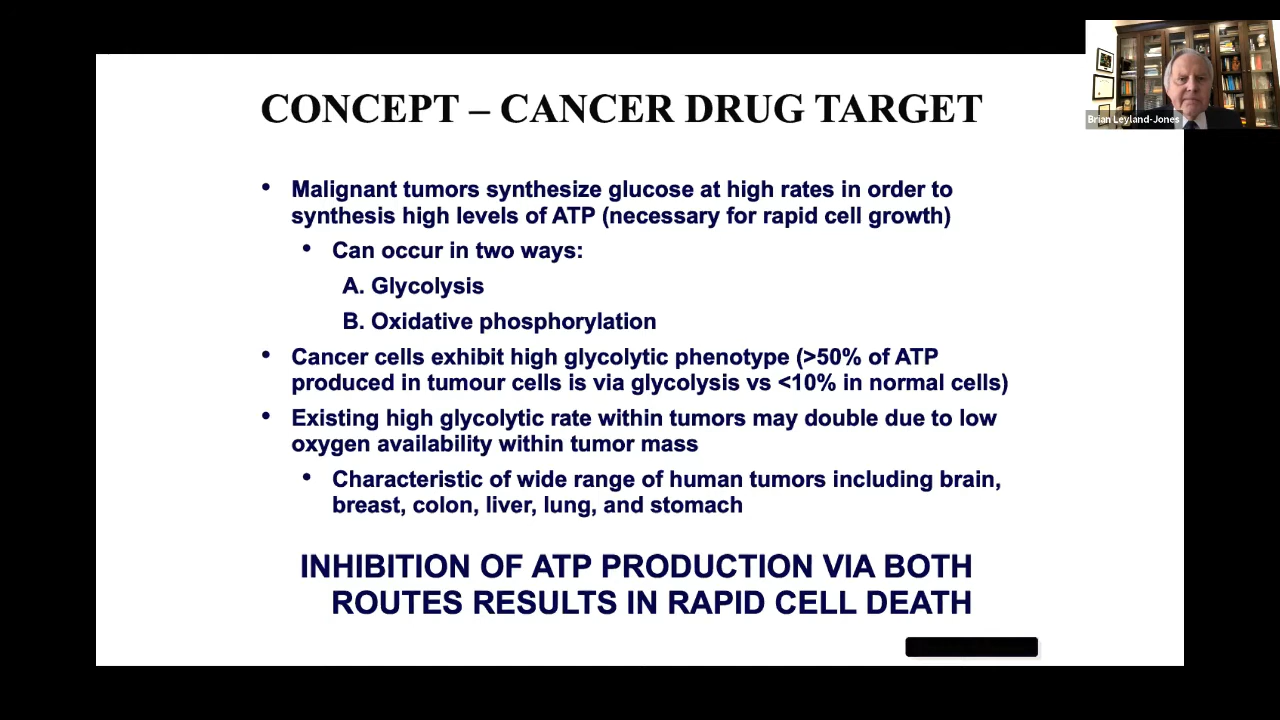 CONCEPT – CANCER DRUG TARGET
Brian Leyland-Jones
• Malignant tumors synthesize glucose at high rates in order to
synthesis high levels of ATP (necessary for rapid cell growth)
• Can occur in two ways:
A. Glycolysis
B. Oxidative phosphorylation
• Cancer cells exhibit high glycolytic phenotype (>50% of ATP
produced in tumour cells is via glycolysis vs <10% in normal cells)
• Existing high glycolytic rate within tumors may double due to low
oxygen availability within tumor mass
• Characteristic of wide range of human tumors including brain,
breast, colon, liver, lung, and stomach
INHIBITION OF ATP PRODUCTION VIA BOTH
ROUTES RESULTS IN RAPID CELL DEATH